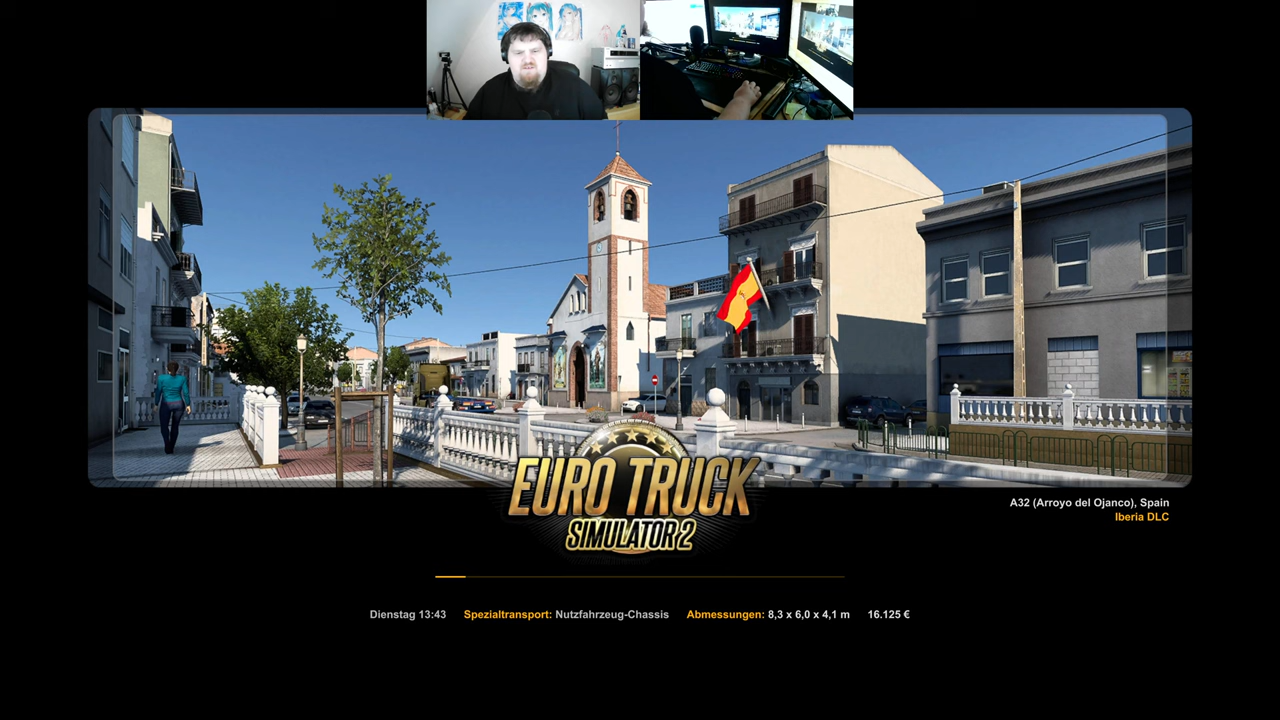 EURO TRUCK
SIMULATOR 2
A32 (Arroyo del Ojanco), Spain
Iberia DLC
Dienstag 13:43 Spezialtransport: Nutzfahrzeug-Chassis Abmessungen: 8,3 x 6,0 x 4,1 m 16.125 €